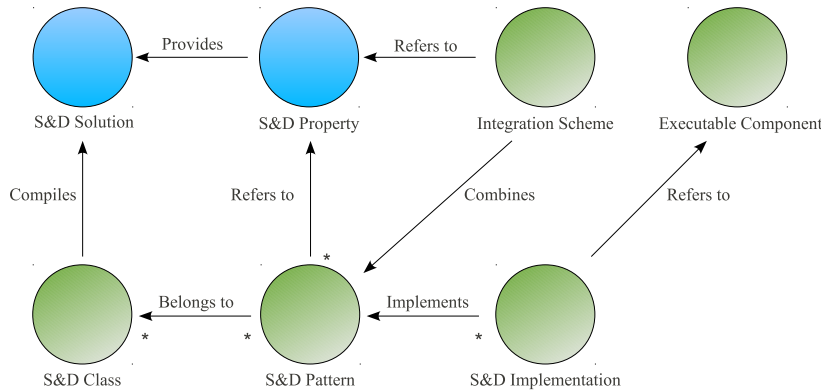 Provides
Refers to
S&D Solution
S&D Property
Integration Scheme
Executable Component
Compiles
Refers to
Combines
Refers to
*
Belongs to
Implements
*
*
*
S&D Class
S&D Pattern
S&D Implementation